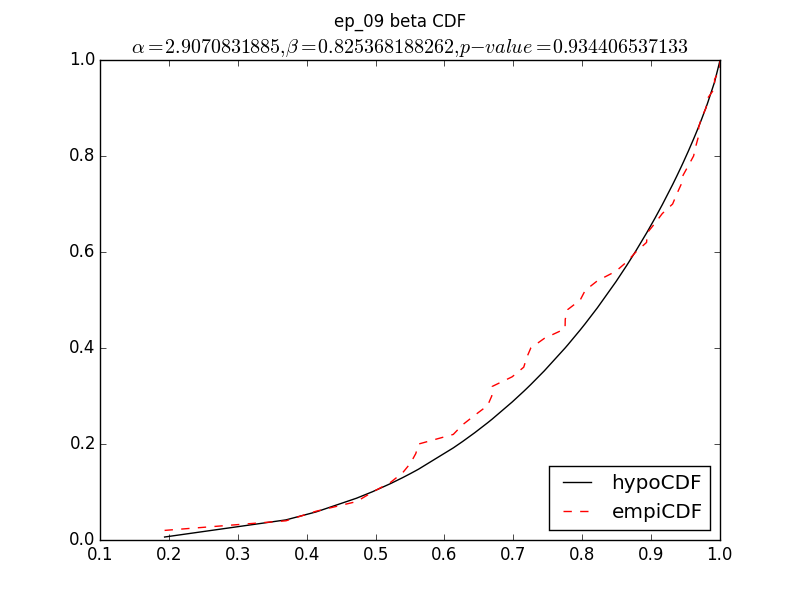 ep_09 beta CDF
α=2.9070831885,β=0.825368188262,p−value=0.934406537133
1.0
0.8
0.6
0.4
0.2
0.0
0.1 0.2 0.3 0.4 0.5 0.6 0.7 0.8 0.9 1.0
hypoCDF
empiCDF